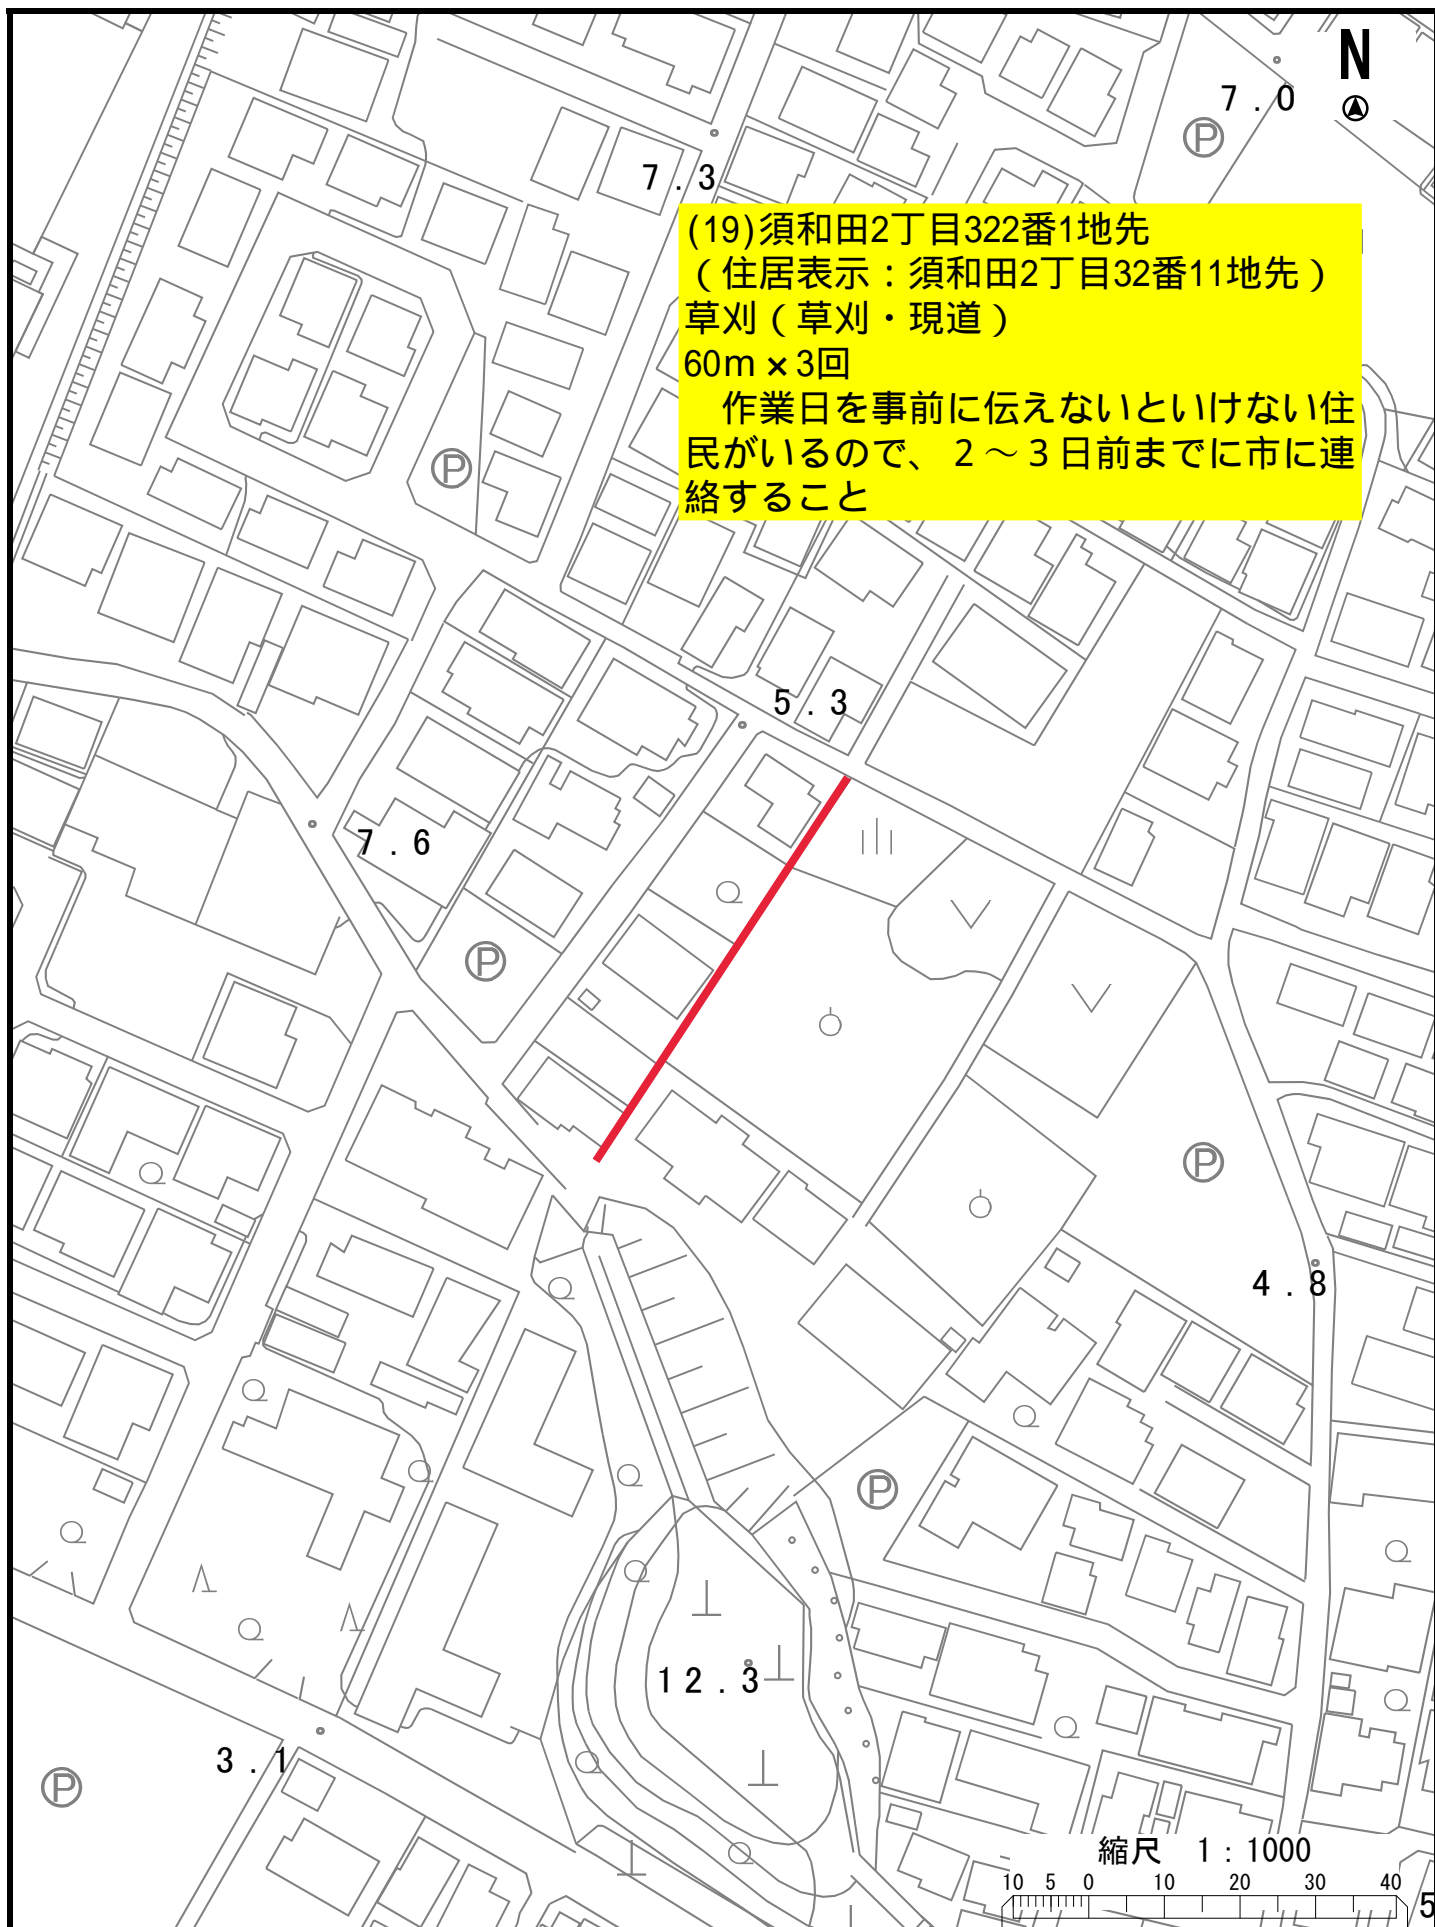 N
7.0
P
7.3
(19)須和田2丁目322番1地先
（住居表示：須和田2丁目32番11地先）
草刈（草刈・現道）
60m×3回
　作業日を事前に伝えないといけない住
民がいるので、２～３日前までに市に連
絡すること
P
5.3
7.6
P
P
4.8
P
12.3
3.1
P
縮尺　1:1000
10 5 0 10 20 30 40
5